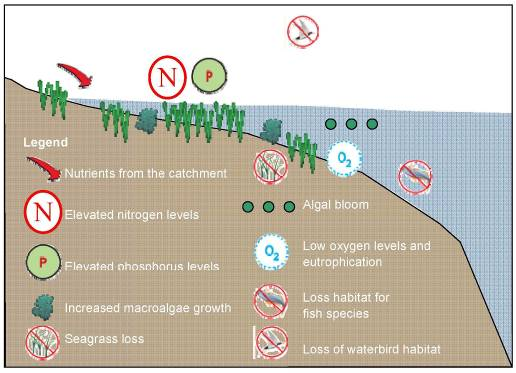 N
P
O₂
Legend
Nutrients from the catchment
N
Elevated nitrogen levels
P
Elevated phosphorus levels
Increased macroalgae growth
Seagrass loss
Algal bloom
O₂
Low oxygen levels and
eutrophication
Loss habitat for
fish species
Loss of waterbird habitat